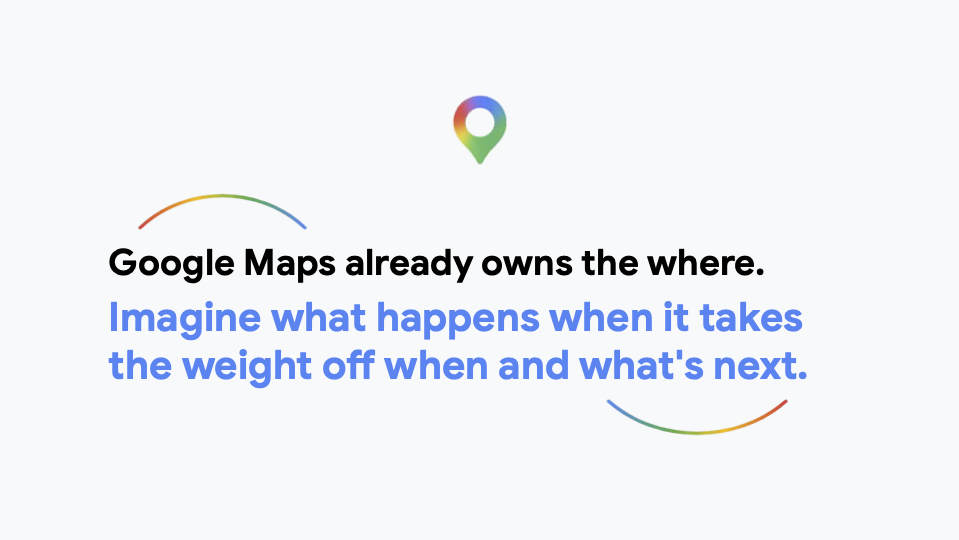 Google Maps already owns the where.
Imagine what happens when it takes
the weight off when and what's next.